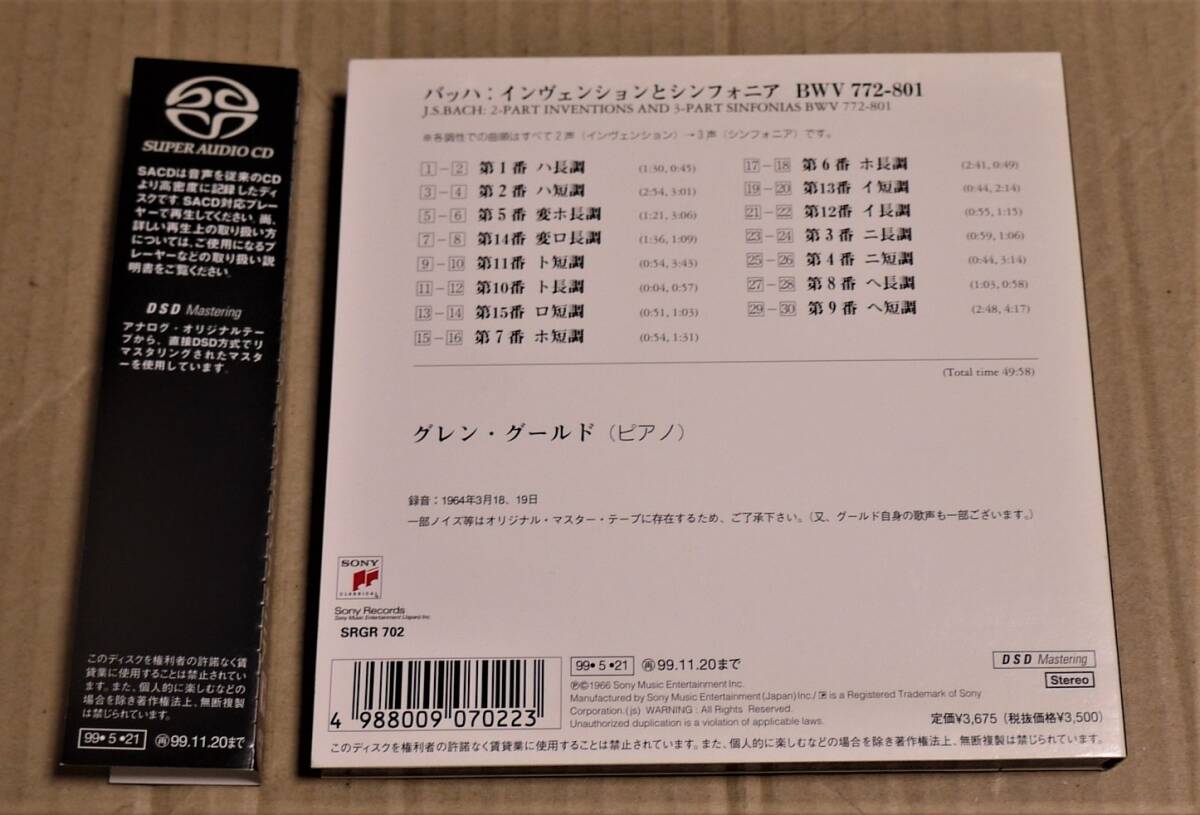 SUPER AUDIO CD
SACDは音声を従来のCD
より高密度に記録したディ
スクです。SACD対応プレー
ヤーで再生してください。尚、
詳しい再生上の取り扱い方
については、ご使用になるプ
レーヤーなどの取り扱い説
明書をご覧ください。
DSD Mastering
アナログ・オリジナルテー
プから、直接DSD方式でリ
マスタリングされたマスタ
ーを使用しています。
このディスクを権利者の許諾なく賃
貸業に使用することは禁止されてい
ます。また、個人的に楽しむなどの
場合を除き著作権法上、無断複製
は禁じられています。
99・5・21 再 99.11.20まで
バッハ：インヴェンションとシンフォニア BWV 772-801
J.S.BACH: 2-PART INVENTIONS AND 3-PART SINFONIAS BWV 772-801
※各調性での曲順はすべて2声（インヴェンション）→3声（シンフォニア）です。
1-2 第1番 ハ長調 (1:30, 0:45)
3-4 第2番 ハ短調 (2:54, 3:01)
5-6 第5番 変ホ長調 (1:21, 3:06)
7-8 第14番 変ロ長調 (1:36, 1:09)
9-10 第11番 ト短調 (0:54, 3:43)
11-12 第10番 ト長調 (0:04, 0:57)
13-14 第15番 ロ短調 (0:51, 1:03)
15-16 第7番 ホ短調 (0:54, 1:31)
17-18 第6番 ホ長調 (2:41, 0:49)
19-20 第13番 イ短調 (0:44, 2:14)
21-22 第12番 イ長調 (0:55, 1:15)
23-24 第3番 ニ長調 (0:59, 1:06)
25-26 第4番 ニ短調 (0:44, 3:14)
27-28 第8番 ヘ長調 (1:03, 0:58)
29-30 第9番 ヘ短調 (2:48, 4:17)
(Total time 49:58)
グレン・グールド（ピアノ）
録音：1964年3月18、19日
一部ノイズ等はオリジナル・マスター・テープに存在するため、ご了承下さい。（又、グールド自身の歌声も一部ございます。）
SONY
CLASSICAL
Sony Records
Sony Music Entertainment (Japan) Inc.
SRGR 702
4 988009 070223
99・5・21 再 99.11.20まで
℗©1966 Sony Music Entertainment Inc.
Manufactured by Sony Music Entertainment (Japan) Inc./ is a Registered Trademark of Sony
Corporation. (js) WARNING : All Rights Reserved.
Unauthorized duplication is a violation of applicable laws.
DSD Mastering
Stereo
定価¥3,675（税抜価格¥3,500）
このディスクを権利者の許諾なく賃貸業に使用することは禁止されています。また、個人的に楽しむなどの場合を除き著作権法上、無断複製は禁じられています。